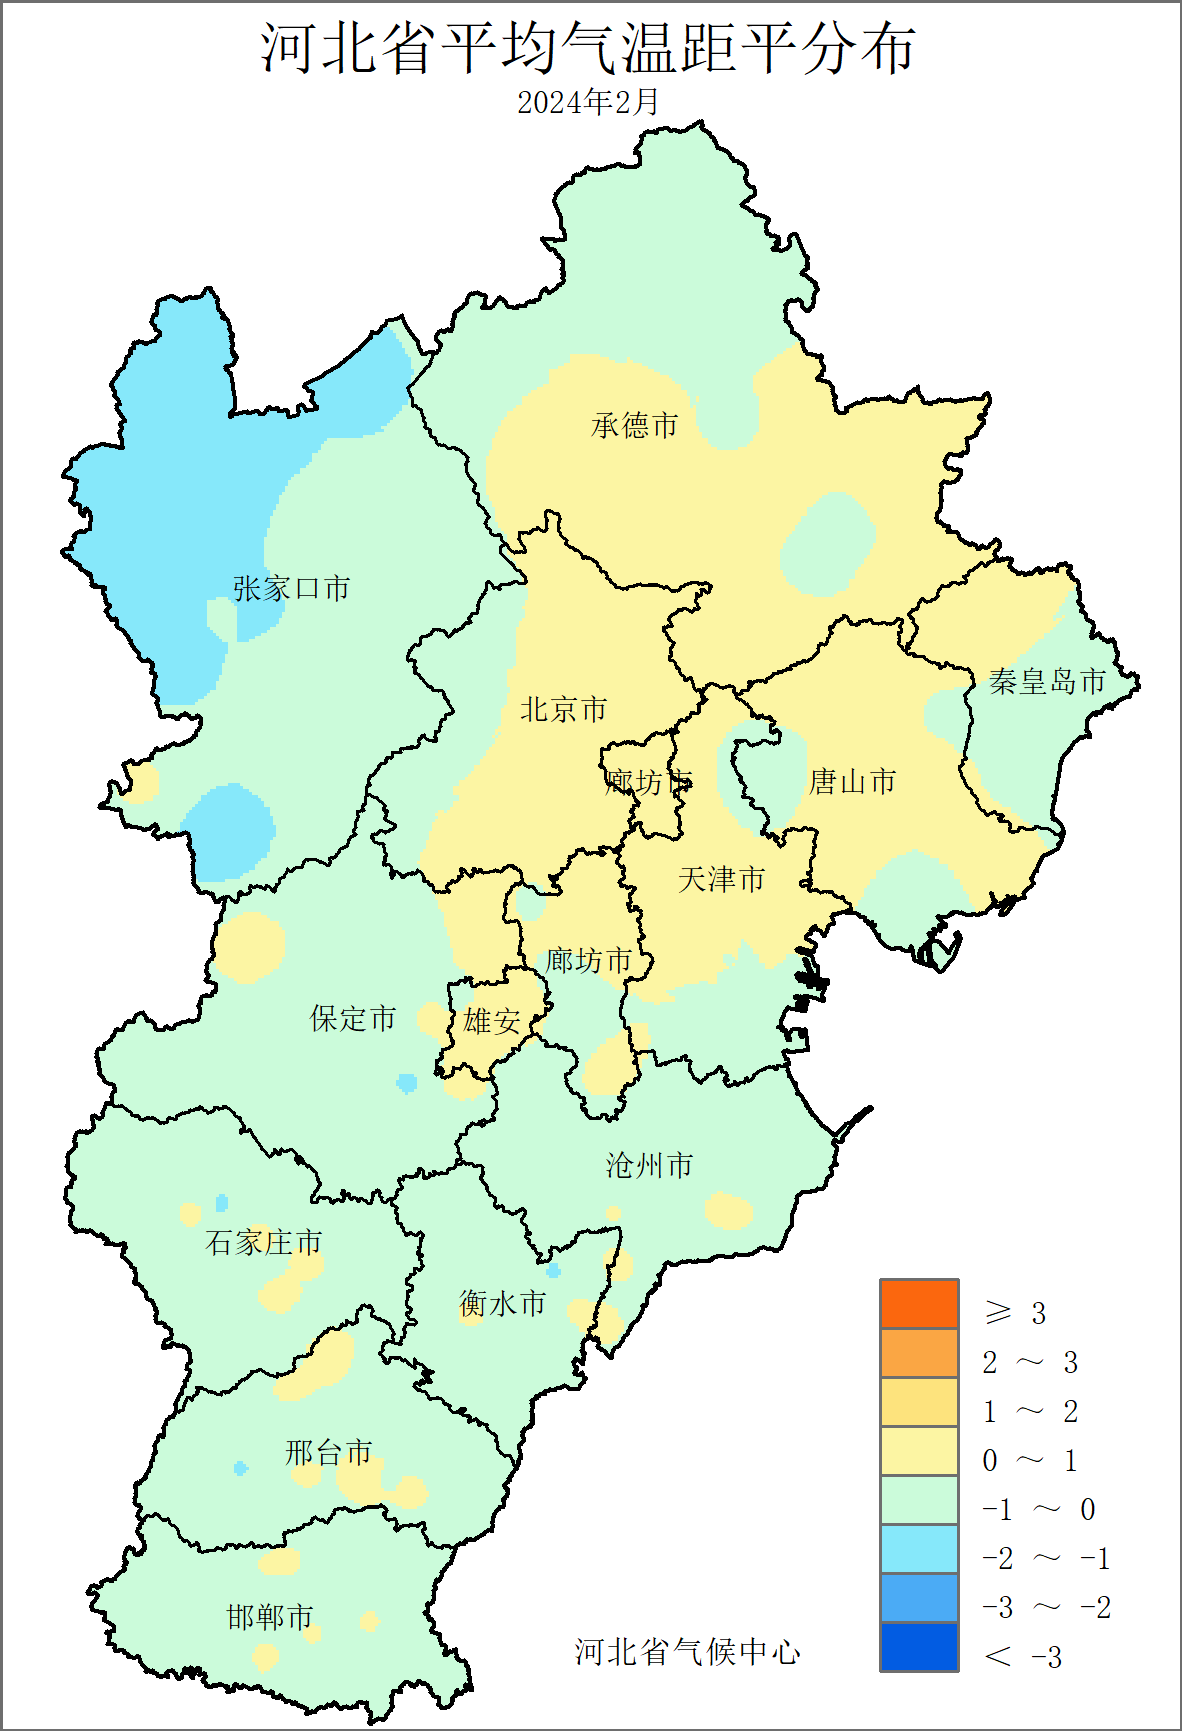 河北省平均气温距平分布
2024年2月
承德市
张家口市
秦皇岛市
北京市
廊坊市
唐山市
天津市
廊坊市
保定市
雄安
沧州市
石家庄市
衡水市
邢台市
邯郸市
≥ 3
2 ～ 3
1 ～ 2
0 ～ 1
-1 ～ 0
-2 ～ -1
-3 ～ -2
< -3
河北省气候中心